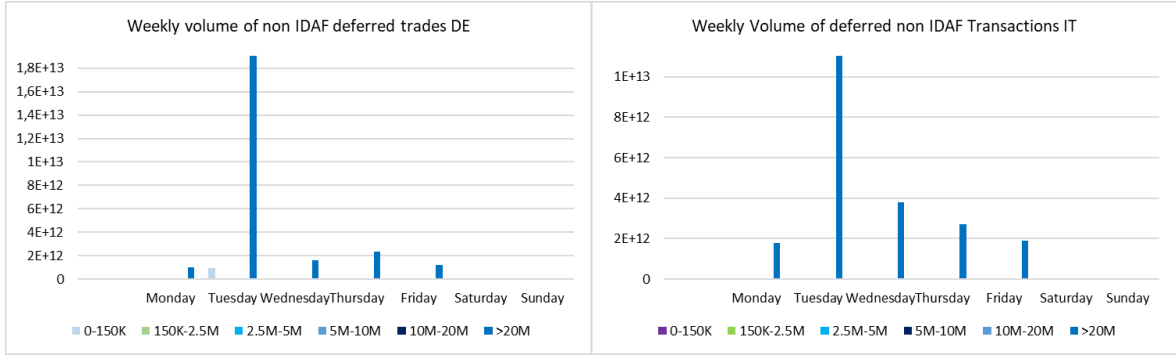 Weekly volume of non IDAF deferred trades DE
1,8E+13
1,6E+13
1,4E+13
1,2E+13
1E+13
8E+12
6E+12
4E+12
2E+12
0
Monday Tuesday Wednesday Thursday Friday Saturday Sunday
0-150K 150K-2.5M 2.5M-5M 5M-10M 10M-20M >20M
Weekly Volume of deferred non IDAF Transactions IT
1E+13
8E+12
6E+12
4E+12
2E+12
0
Monday Tuesday Wednesday Thursday Friday Saturday Sunday
0-150K 150K-2.5M 2.5M-5M 5M-10M 10M-20M >20M